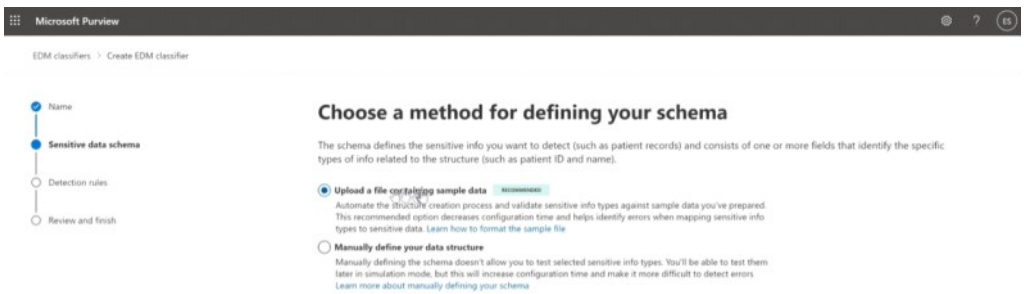 Microsoft Purview
?
ES
EDM classifiers > Create EDM classifier
Name
Sensitive data schema
Detection rules
Review and finish
Choose a method for defining your schema
The schema defines the sensitive info you want to detect (such as patient records) and consists of one or more fields that identify the specific
types of info related to the structure (such as patient ID and name).
Upload a file containing sample data RECOMMENDED
Automate the structure creation process and validate sensitive info types against sample data you've prepared.
This recommended option decreases configuration time and helps identify errors when mapping sensitive info
types to sensitive data. Learn how to format the sample file
Manually define your data structure
Manually defining the schema doesn't allow you to test selected sensitive info types. You'll be able to test them
later in simulation mode, but this will increase configuration time and make it more difficult to detect errors
Learn more about manually defining your schema